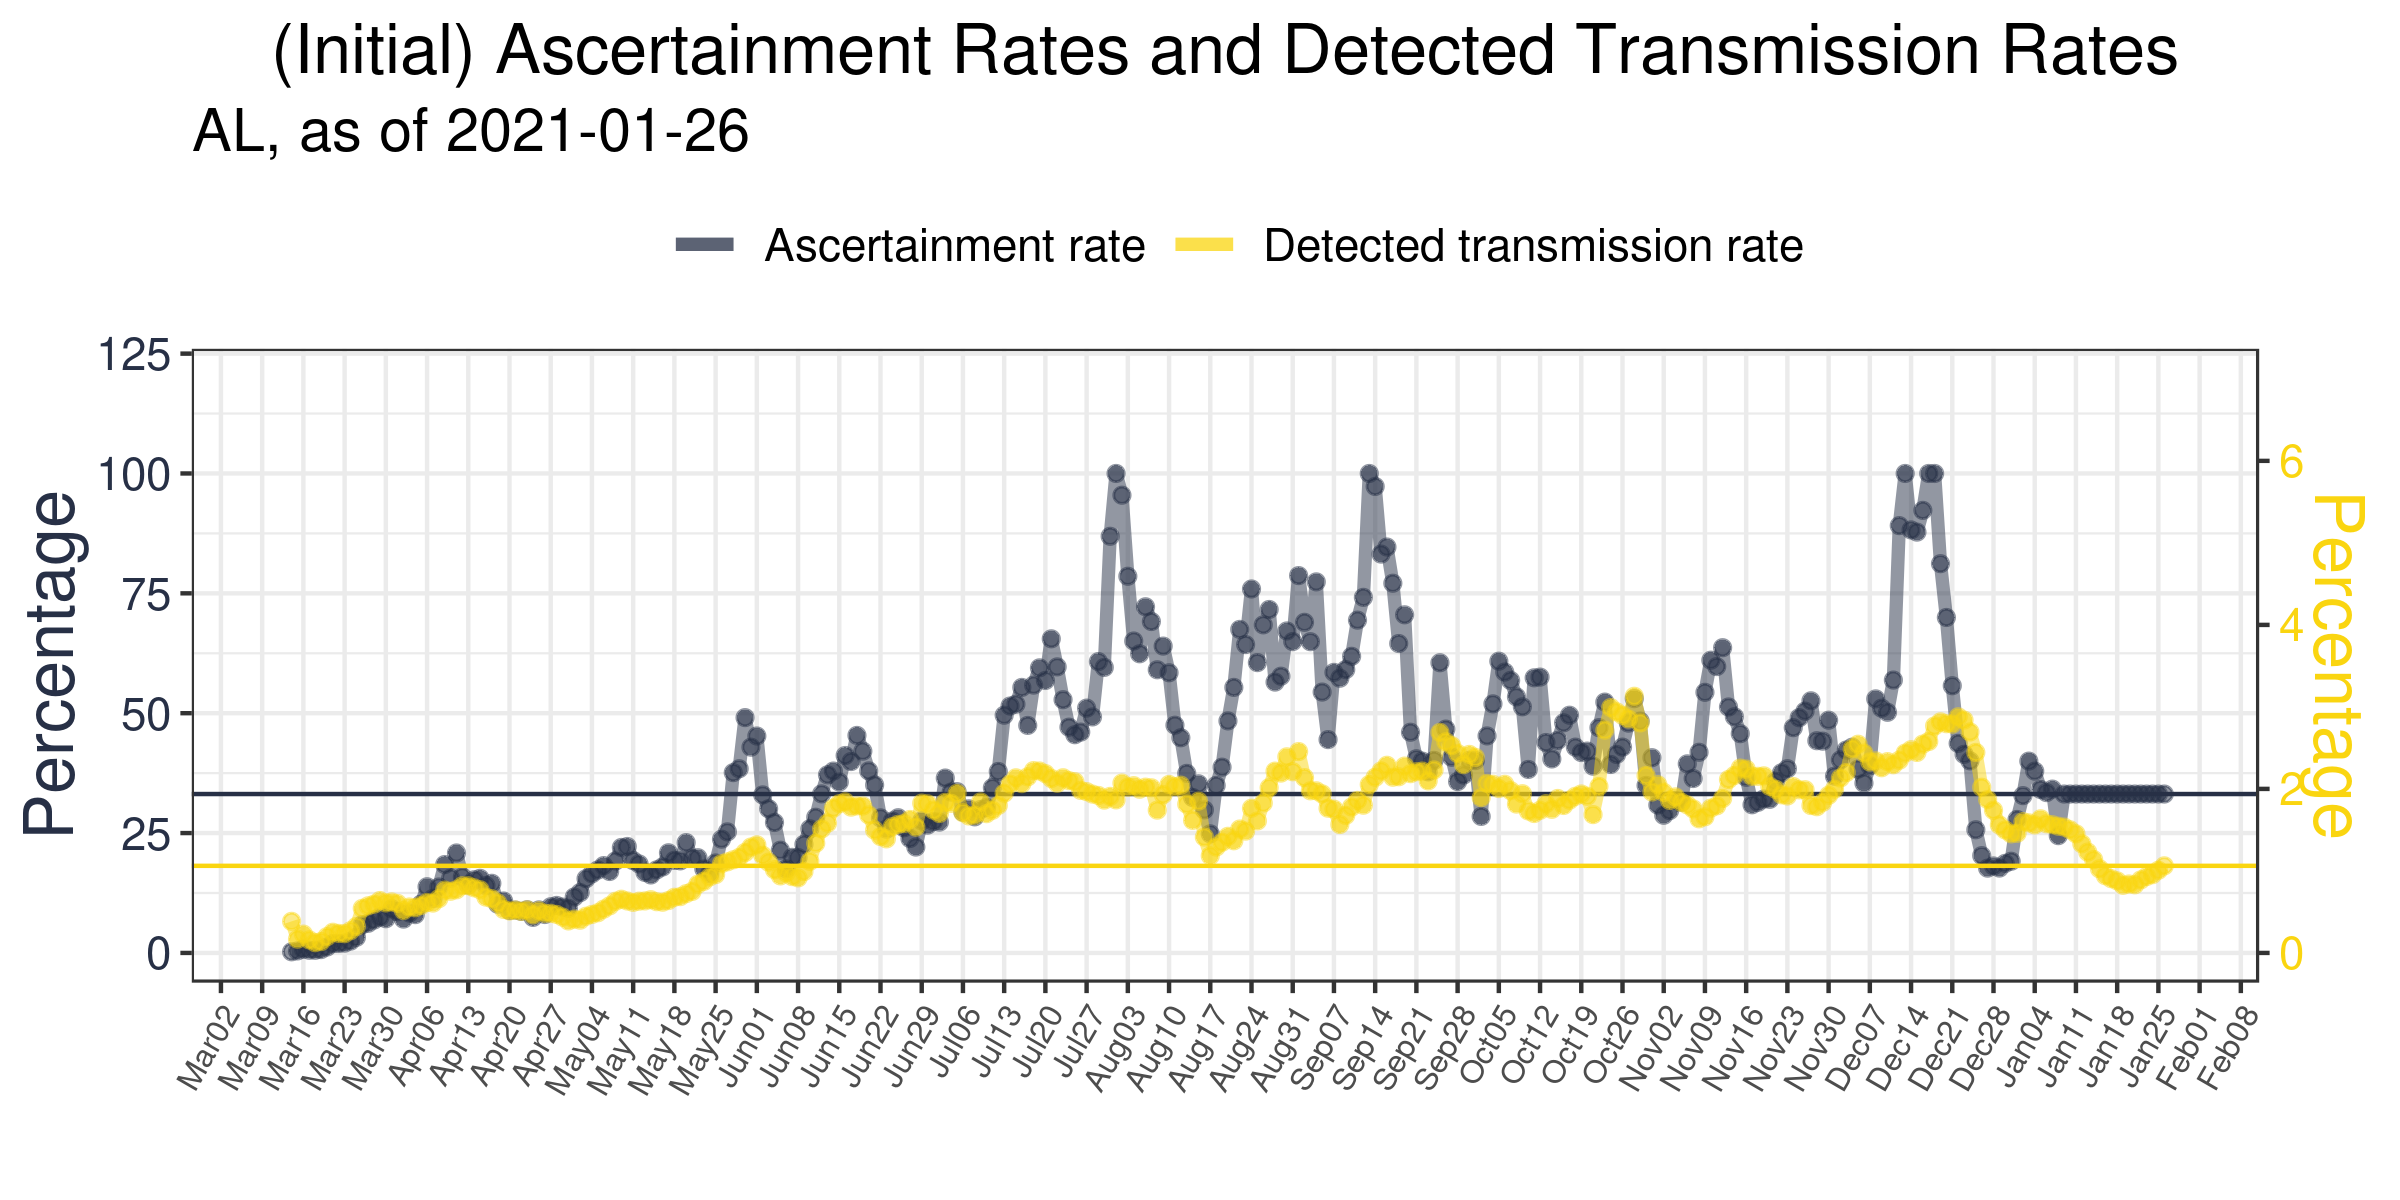 (Initial) Ascertainment Rates and Detected Transmission Rates
AL, as of 2021-01-26
Ascertainment rate
Detected transmission rate
Percentage
125
100
75
50
25
0
6
4
2
0
Percentage
Mar02
Mar09
Mar16
Mar23
Mar30
Apr06
Apr13
Apr20
Apr27
May04
May11
May18
May25
Jun01
Jun08
Jun15
Jun22
Jun29
Jul06
Jul13
Jul20
Jul27
Aug03
Aug10
Aug17
Aug24
Aug31
Sep07
Sep14
Sep21
Sep28
Oct05
Oct12
Oct19
Oct26
Nov02
Nov09
Nov16
Nov23
Nov30
Dec07
Dec14
Dec21
Dec28
Jan04
Jan11
Jan18
Jan25
Feb01
Feb08